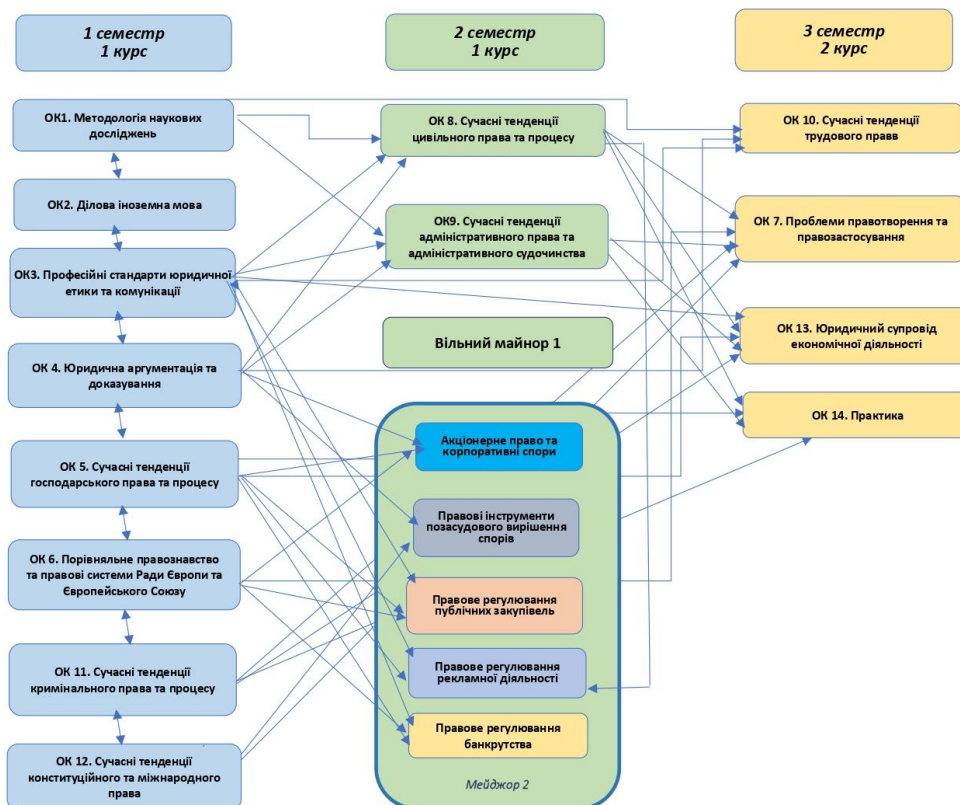 1 семестр
1 курс
2 семестр
1 курс
3 семестр
2 курс
ОК1. Методологія наукових
досліджень
ОК2. Ділова іноземна мова
ОК3. Професійні стандарти юридичної
етики та комунікації
ОК 4. Юридична аргументація та
доказування
ОК 5. Сучасні тенденції
господарського права та процесу
ОК 6. Порівняльне правознавство
та правові системи Ради Європи та
Європейського Союзу
ОК 11. Сучасні тенденції
кримінального права та процесу
ОК 12. Сучасні тенденції
конституційного та міжнародного
права
ОК 8. Сучасні тенденції
цивільного права та процесу
ОК9. Сучасні тенденції
адміністративного права та
адміністративного судочинства
Вільний майнор 1
Акціонерне право та
корпоративні спори
Правові інструменти
позасудового вирішення
спорів
Правове регулювання
публічних закупівель
Правове регулювання
рекламної діяльності
Правове регулювання
банкрутства
Мейджор 2
ОК 10. Сучасні тенденції
трудового правв
ОК 7. Проблеми правотворення та
правозастосування
ОК 13. Юридичний супровід
економічної діяльності
ОК 14. Практика